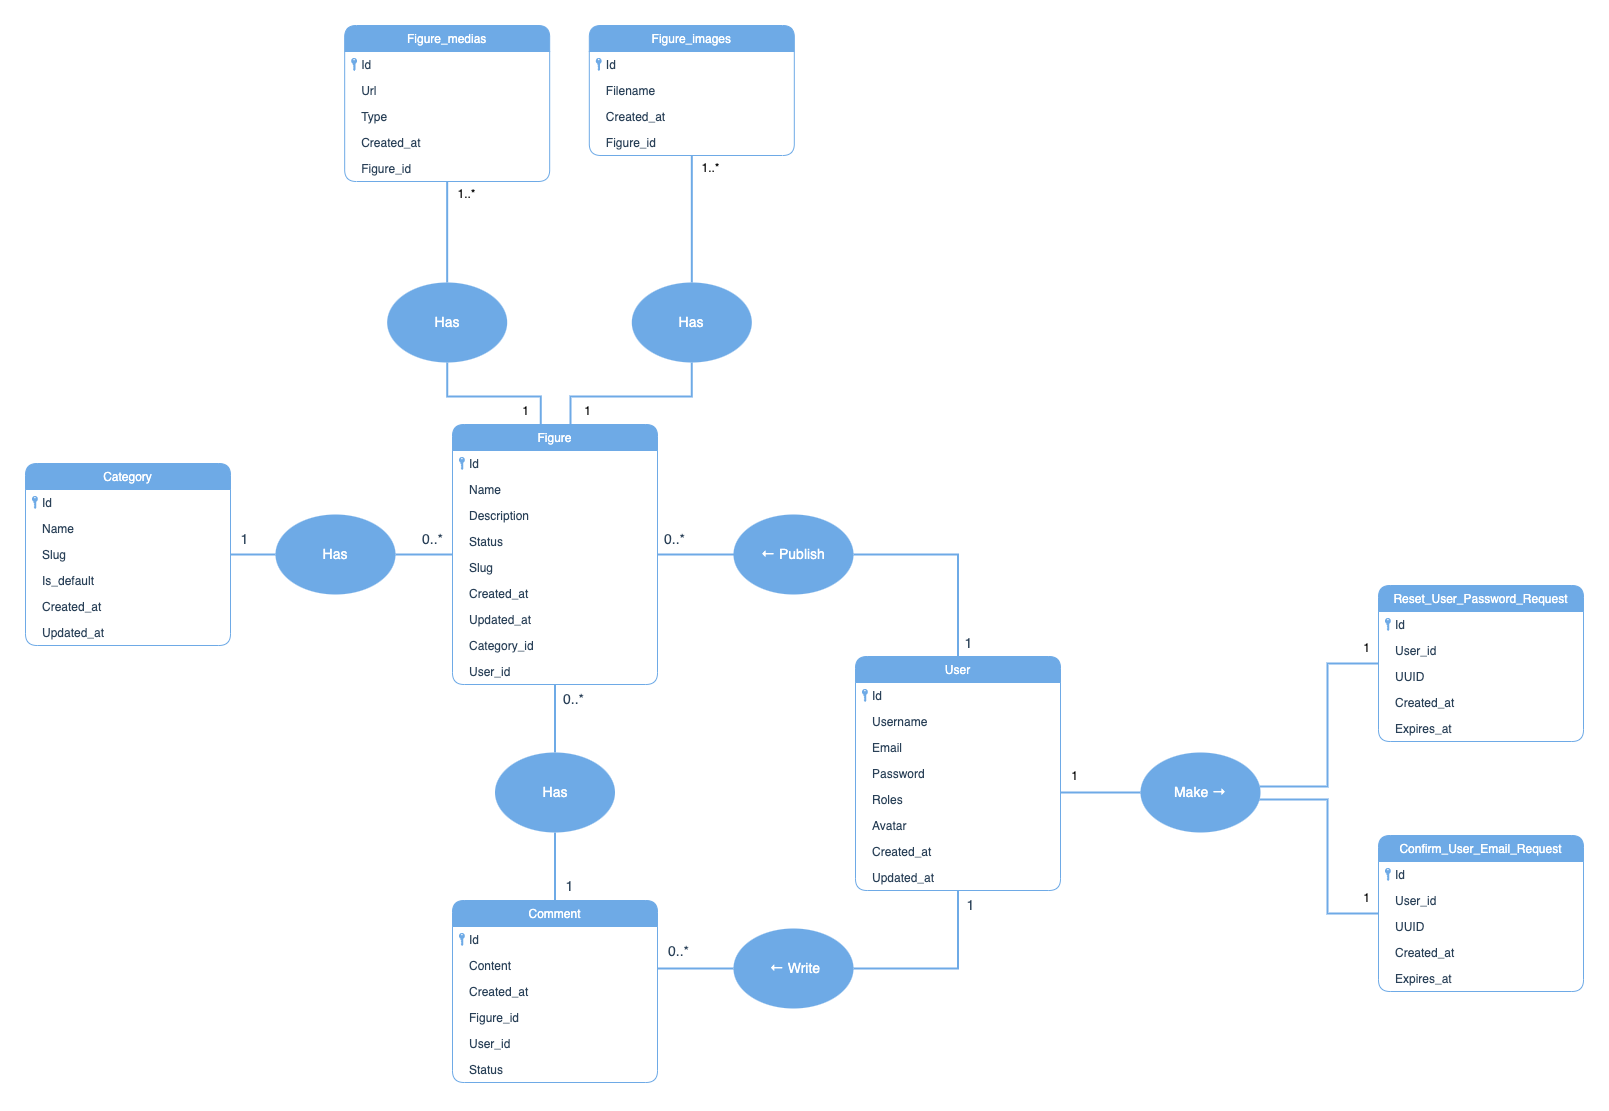 Figure_medias
Id
Url
Type
Created_at
Figure_id
1..*
Figure_images
Id
Filename
Created_at
Figure_id
1..*
Has
Has
1
1
Category
Id
Name
Slug
Is_default
Created_at
Updated_at
1
Has
0..*
Figure
Id
Name
Description
Status
Slug
Created_at
Updated_at
Category_id
User_id
0..*
← Publish
1
0..*
Has
1
User
Id
Username
Email
Password
Roles
Avatar
Created_at
Updated_at
1
Make →
1
Reset_User_Password_Request
Id
User_id
UUID
Created_at
Expires_at
1
Confirm_User_Email_Request
Id
User_id
UUID
Created_at
Expires_at
Comment
Id
Content
Created_at
Figure_id
User_id
Status
0..*
← Write
1